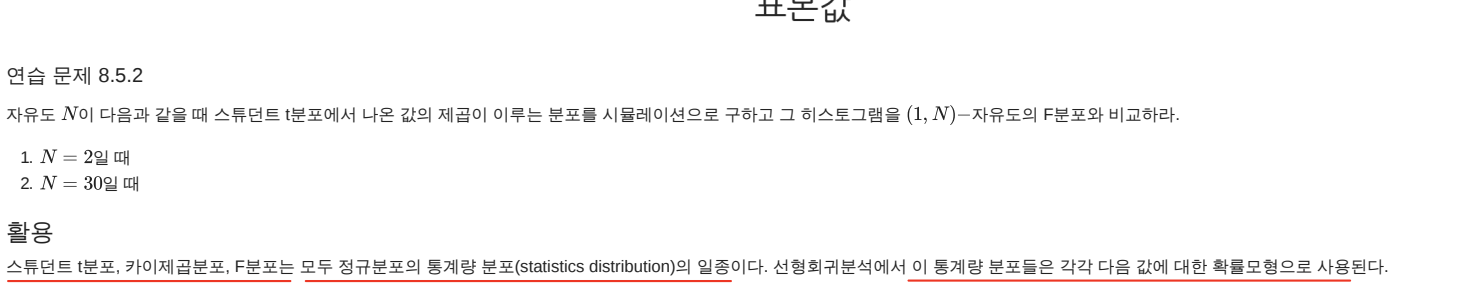 표본값
연습 문제 8.5.2
자유도 N이 다음과 같을 때 스튜던트 t분포에서 나온 값의 제곱이 이루는 분포를 시뮬레이션으로 구하고 그 히스토그램을 (1, N)−자유도의 F분포와 비교하라.
1. N = 2일 때
2. N = 30일 때
활용
스튜던트 t분포, 카이제곱분포, F분포는 모두 정규분포의 통계량 분포(statistics distribution)의 일종이다. 선형회귀분석에서 이 통계량 분포들은 각각 다음 값에 대한 확률모형으로 사용된다.